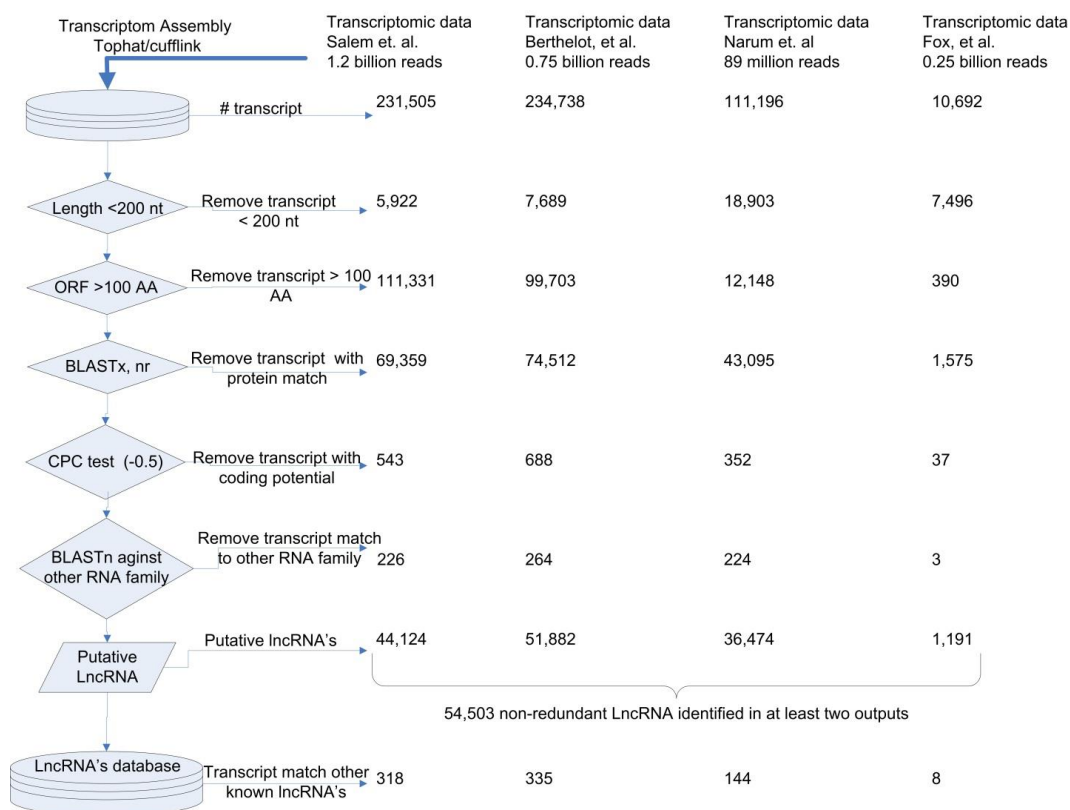 Transcriptom Assembly
Tophat/cufflink
Transcriptomic data
Salem et. al.
1.2 billion reads
Transcriptomic data
Berthelot, et al.
0.75 billion reads
Transcriptomic data
Narum et. al
89 million reads
Transcriptomic data
Fox, et al.
0.25 billion reads
# transcript
231,505
234,738
111,196
10,692
Length <200 nt
Remove transcript
< 200 nt
5,922
7,689
18,903
7,496
ORF >100 AA
Remove transcript > 100
AA
111,331
99,703
12,148
390
BLASTx, nr
Remove transcript with
protein match
69,359
74,512
43,095
1,575
CPC test (-0.5)
Remove transcript with
coding potential
543
688
352
37
BLASTn aginst
other RNA family
Remove transcript match
to other RNA family
226
264
224
3
Putative
LncRNA
Putative lncRNA's
44,124
51,882
36,474
1,191
54,503 non-redundant LncRNA identified in at least two outputs
LncRNA's database
Transcript match other
known lncRNA's
318
335
144
8